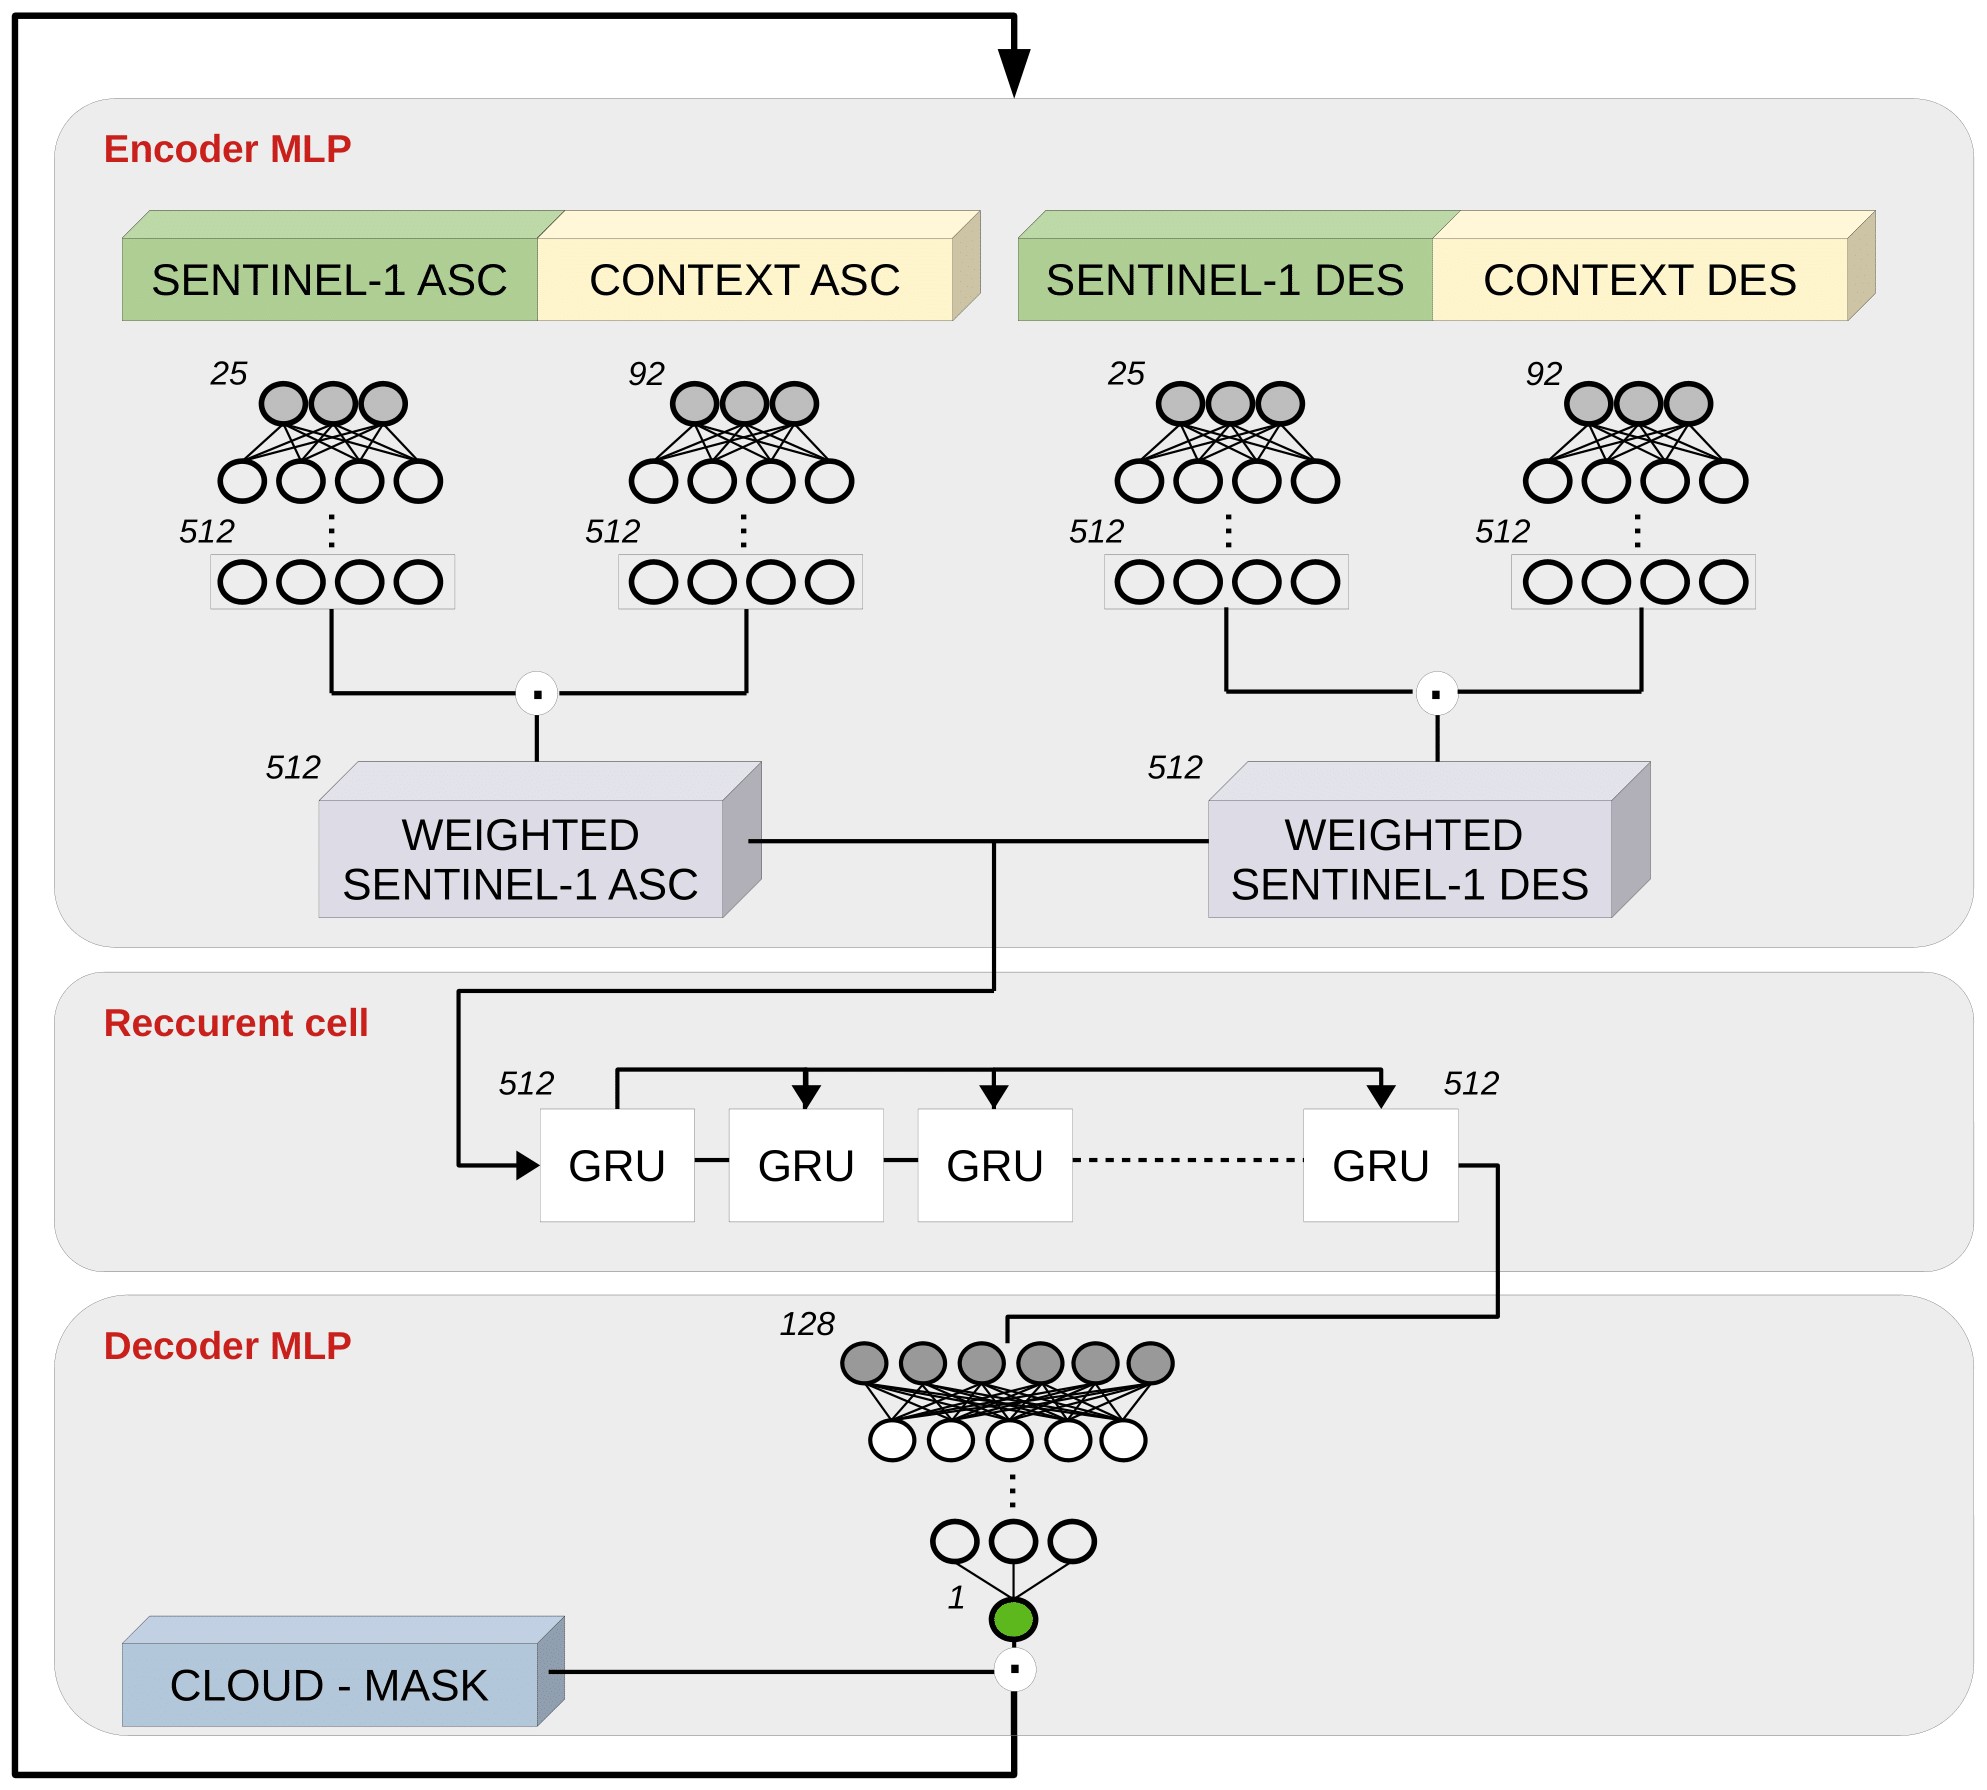 Encoder MLP
SENTINEL-1 ASC
CONTEXT ASC
SENTINEL-1 DES
CONTEXT DES
25
92
25
92
512
512
512
512
.
.
512
512
WEIGHTED
SENTINEL-1 ASC
WEIGHTED
SENTINEL-1 DES
Reccurent cell
512
512
GRU
GRU
GRU
GRU
Decoder MLP
128
1
CLOUD - MASK
.